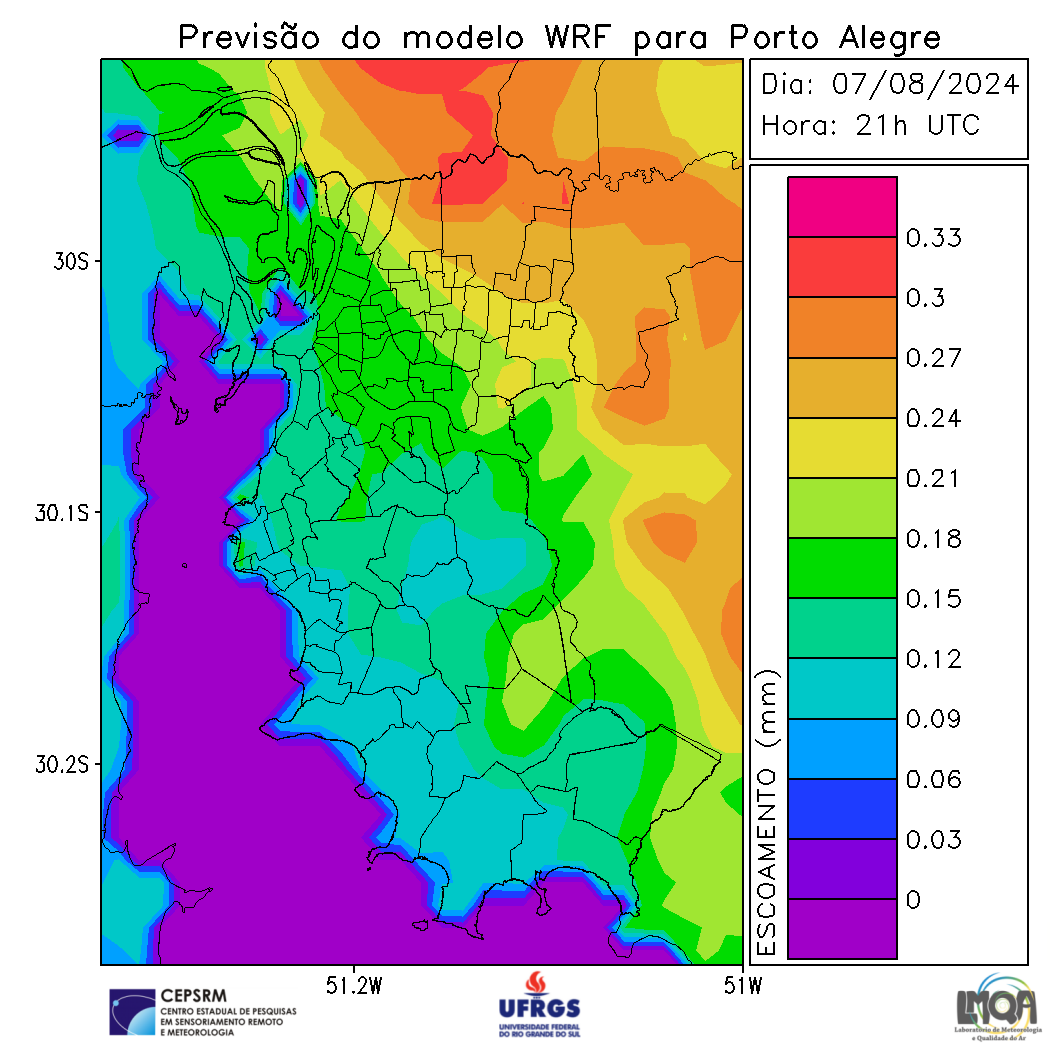 Previsão do modelo WRF para Porto Alegre
Dia: 07/08/2024
Hora: 21h UTC
30S
30.1S
30.2S
51.2W
51W
ESCOAMENTO (mm)
0.33
0.3
0.27
0.24
0.21
0.18
0.15
0.12
0.09
0.06
0.03
0
CEPSRM
CENTRO ESTADUAL DE PESQUISAS
EM SENSORIAMENTO REMOTO
E METEOROLOGIA
UFRGS
UNIVERSIDADE FEDERAL
DO RIO GRANDE DO SUL
LMQA
Laboratório de Meteorologia
e Qualidade do Ar